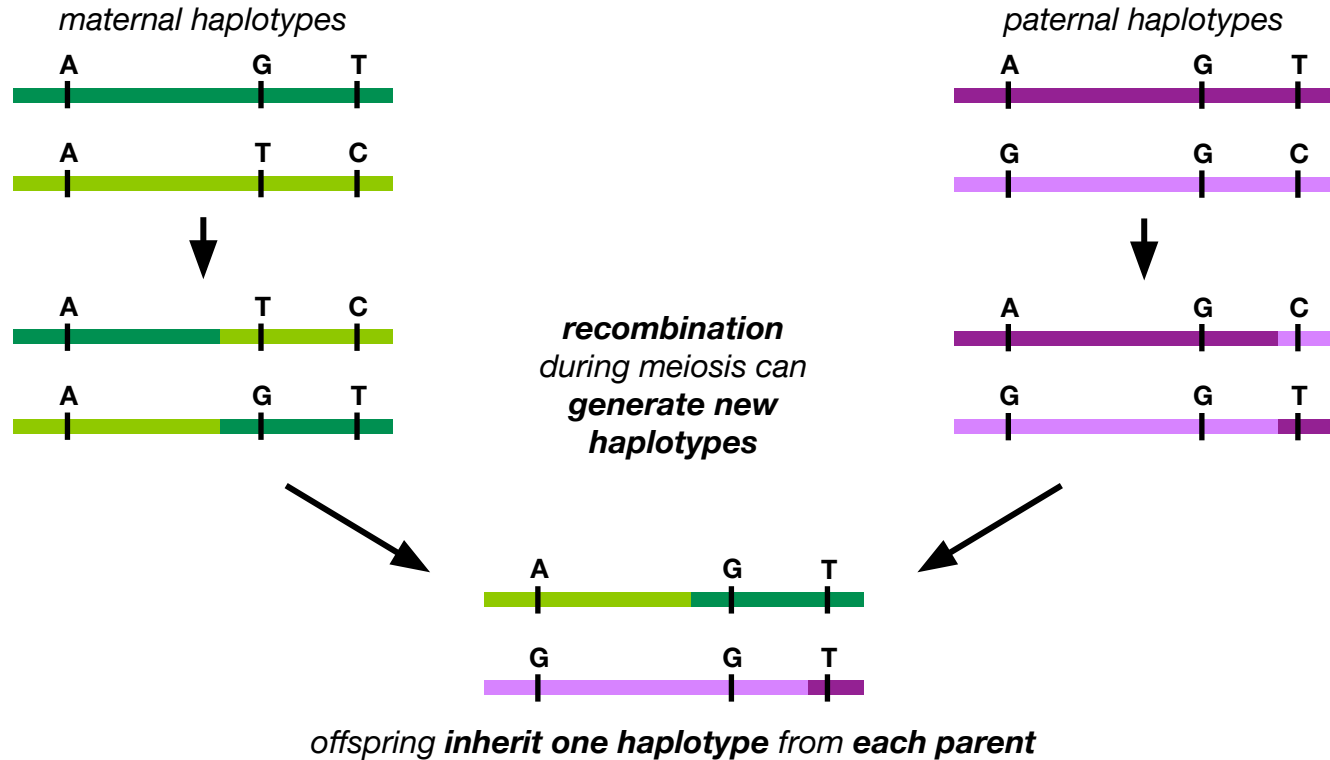 maternal haplotypes
A G T
A T C
A T C
A G T
paternal haplotypes
A G T
G G C
A G C
G G T
recombination
during meiosis can
generate new
haplotypes
A G T
G G T
offspring inherit one haplotype from each parent